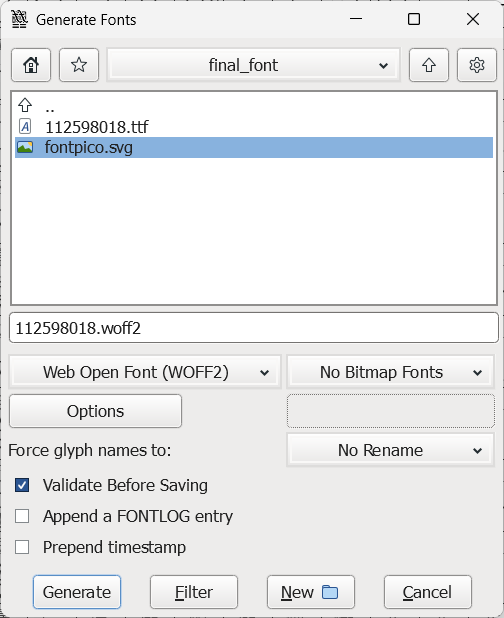 Generate Fonts
final_font
..
112598018.ttf
fontpico.svg
112598018.woff2
Web Open Font (WOFF2)
No Bitmap Fonts
Options
Force glyph names to:
No Rename
Validate Before Saving
Append a FONTLOG entry
Prepend timestamp
Generate
Filter
New
Cancel